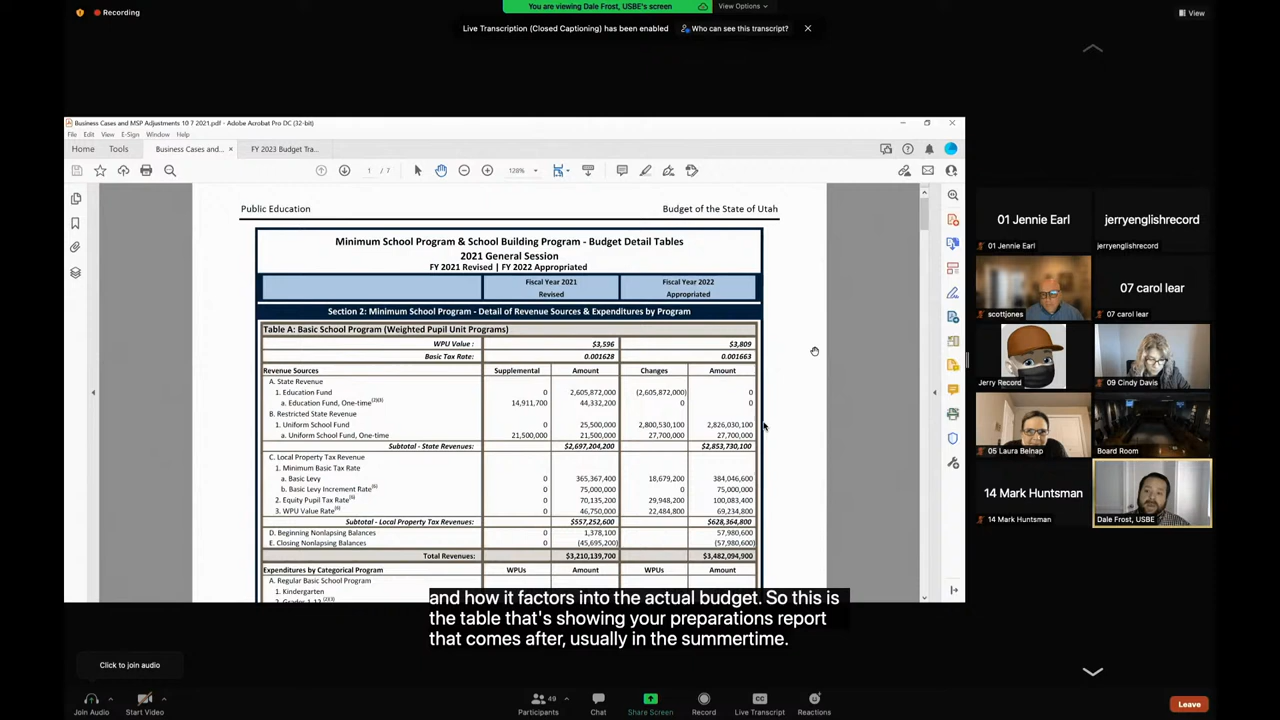 Recording
You are viewing Dale Frost, USBE's screen
View Options
View
Live Transcription (Closed Captioning) has been enabled
Who can see this transcript?
Business Cases and MSP Adjustments 10 7 2021.pdf - Adobe Acrobat Pro DC (32-bit)
File Edit View E-Sign Window Help
Home Tools Business Cases and... × FY 2023 Budget Tra...
1 / 7 128%
Public Education Budget of the State of Utah
Minimum School Program & School Building Program - Budget Detail Tables
2021 General Session
FY 2021 Revised | FY 2022 Appropriated
Fiscal Year 2021 Fiscal Year 2022
Revised Appropriated
Section 2: Minimum School Program - Detail of Revenue Sources & Expenditures by Program
Table A: Basic School Program (Weighted Pupil Unit Programs)
WPU Value : $3,596 $3,809
Basic Tax Rate: 0.001628 0.001663
Revenue Sources Supplemental Amount Changes Amount
A. State Revenue
1. Education Fund 0 2,605,872,000 (2,605,872,000) 0
a. Education Fund, One-time(2)(3) 14,911,700 44,332,200 0 0
B. Restricted State Revenue
1. Uniform School Fund 0 25,500,000 2,800,530,100 2,826,030,100
a. Uniform School Fund, One-time 21,500,000 21,500,000 27,700,000 27,700,000
Subtotal - State Revenues: $2,697,204,200 $2,853,730,100
C. Local Property Tax Revenue
1. Minimum Basic Tax Rate
a. Basic Levy 0 365,367,400 18,679,200 384,046,600
b. Basic Levy Increment Rate(6) 0 75,000,000 0 75,000,000
2. Equity Pupil Tax Rate(6) 0 70,135,200 29,948,200 100,083,400
3. WPU Value Rate(6) 0 46,750,000 22,484,800 69,234,800
Subtotal - Local Property Tax Revenues: $557,252,600 $628,364,800
D. Beginning Nonlapsing Balances 0 1,378,100 57,980,600
E. Closing Nonlapsing Balances 0 (45,695,200) (57,980,600)
Total Revenues: $3,210,139,700 $3,482,094,900
Expenditures by Categorical Program WPUs Amount WPUs Amount
A. Regular Basic School Program
1. Kindergarten
2. Grades 1-12
and how it factors into the actual budget. So this is
the table that's showing your preparations report
that comes after, usually in the summertime.
01 Jennie Earl
01 Jennie Earl
jerryenglishrecord
jerryenglishrecord
scottjones
07 carol lear
07 carol lear
Jerry Record
09 Cindy Davis
05 Laura Belnap
Board Room
14 Mark Huntsman
14 Mark Huntsman
Dale Frost, USBE
Click to join audio
Join Audio
Start Video
49
Participants
Chat
Share Screen
Record
CC
Live Transcript
Reactions
Leave